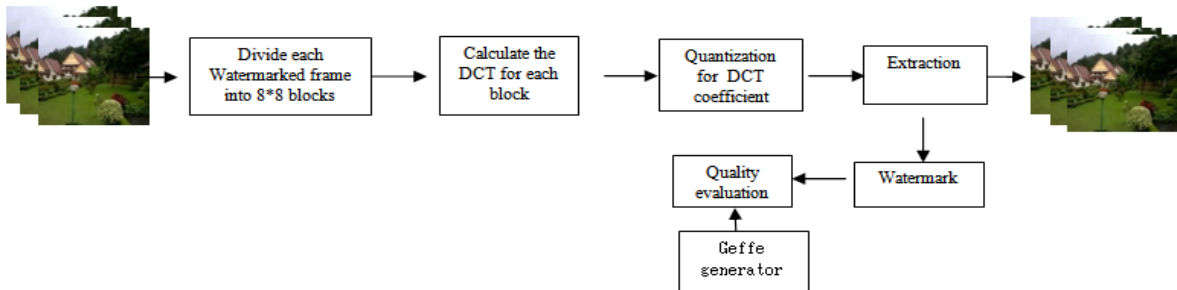 Divide each
Watermarked frame
into 8*8 blocks
Calculate the
DCT for each
block
Quantization
for DCT
coefficient
Extraction
Quality
evaluation
Watermark
Geffe
generator